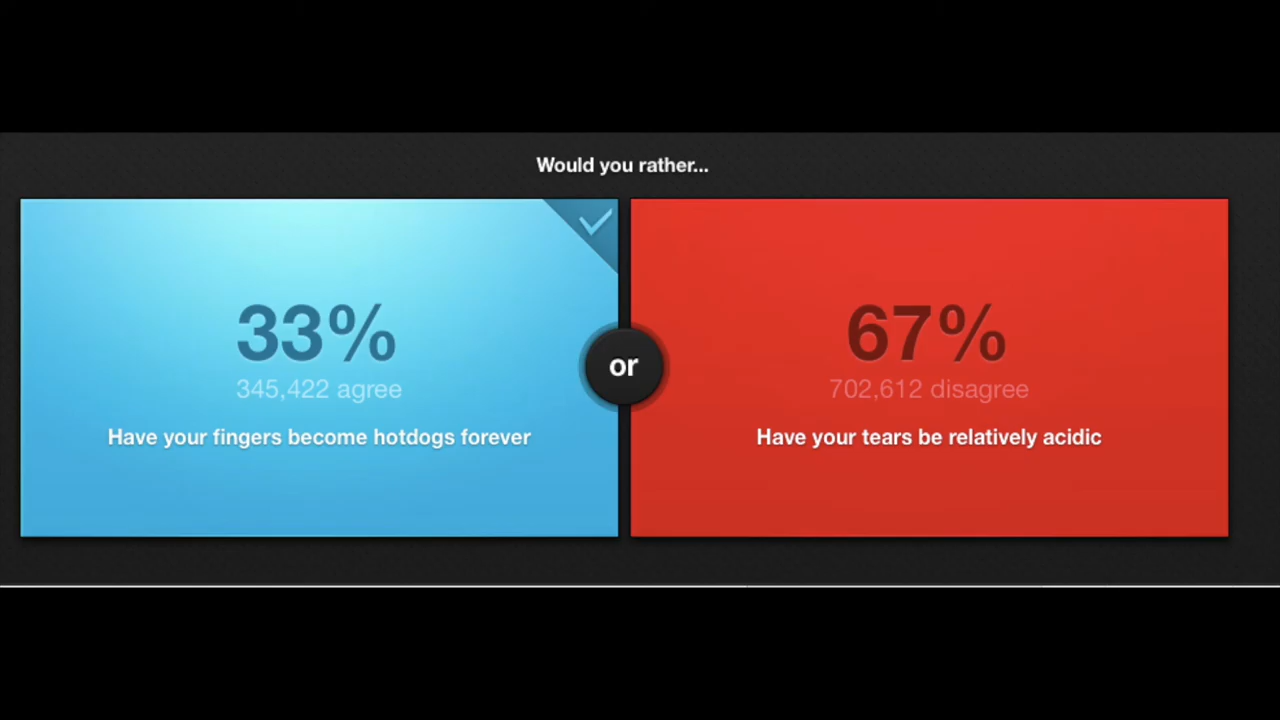 Would you rather...
33%
345,422 agree
Have your fingers become hotdogs forever
or
67%
702,612 disagree
Have your tears be relatively acidic